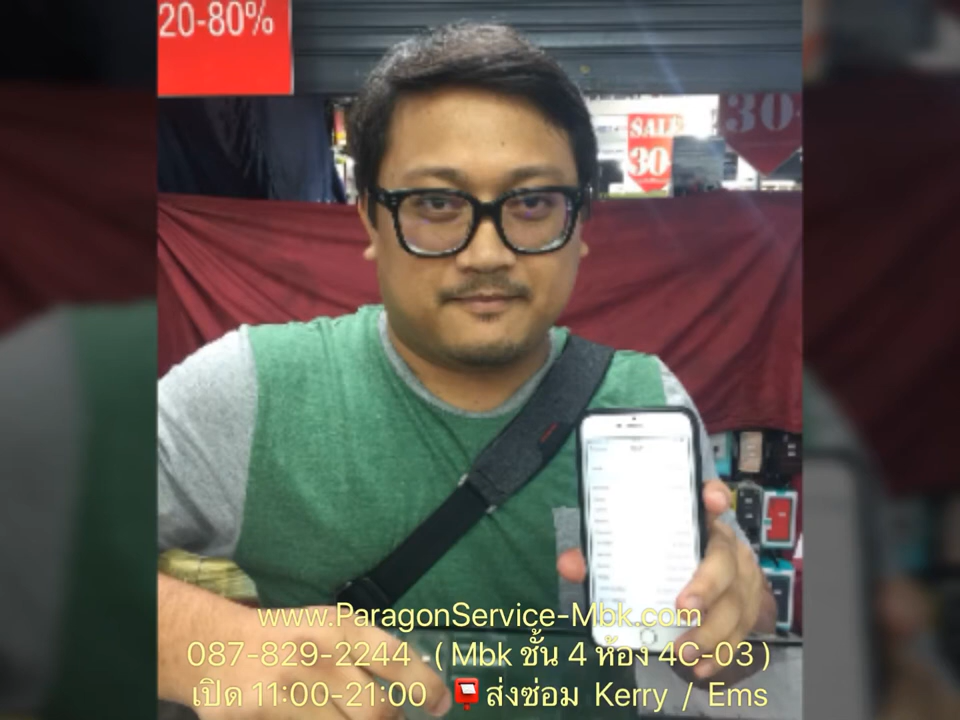 20-80%
SALE
30
30
www.ParagonService-Mbk.com
087-829-2244 ( Mbk ชั้น 4 ห้อง 4C-03 )
เปิด 11:00-21:00 📮ส่งซ่อม Kerry / Ems